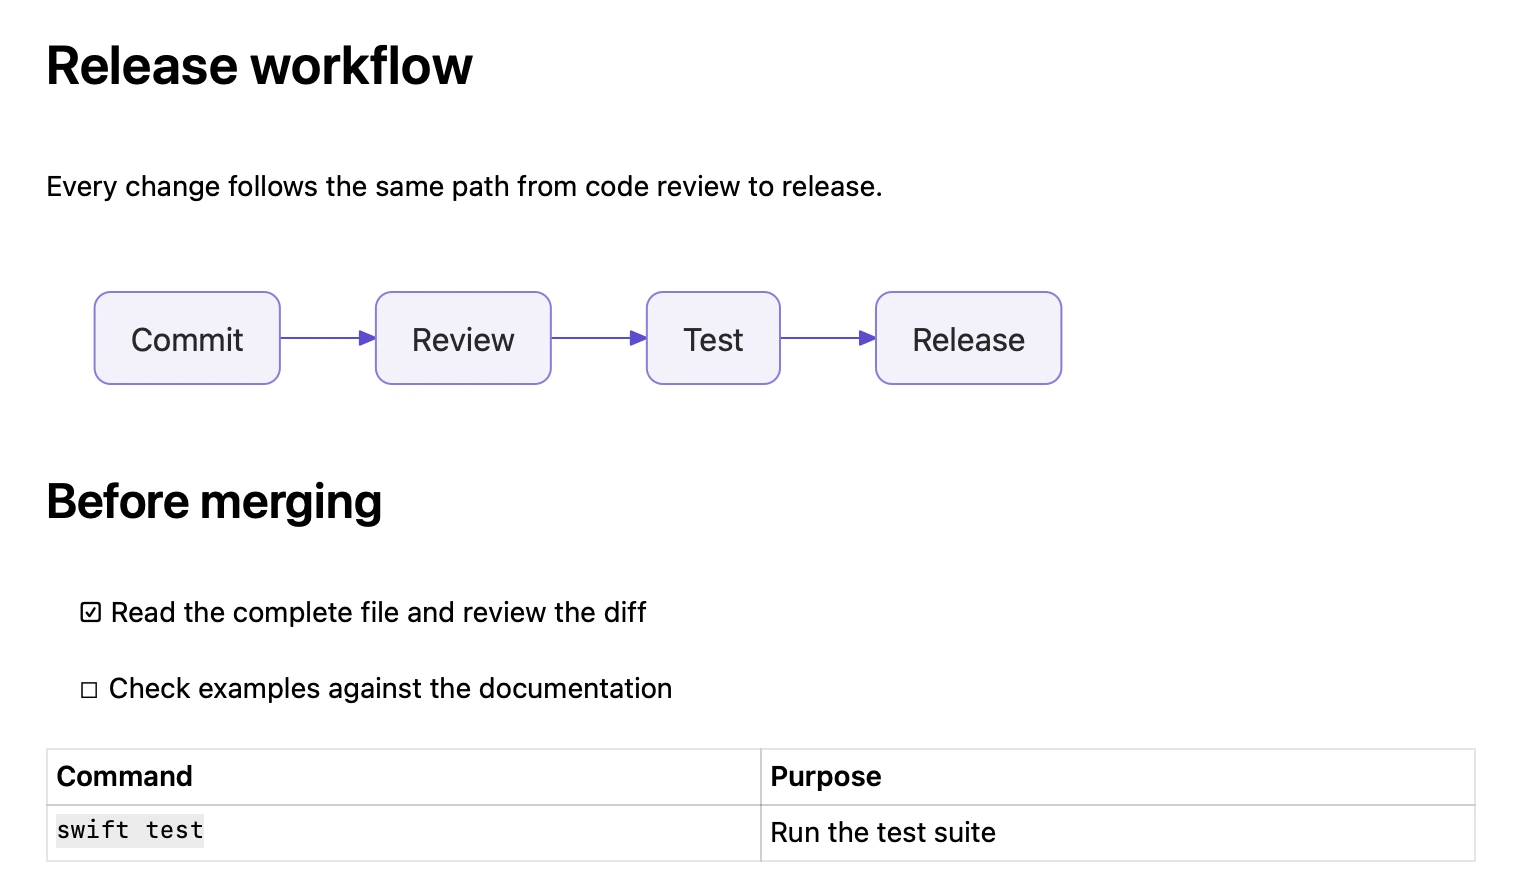 Release workflow
Every change follows the same path from code review to release.
Commit Review Test Release
Before merging
☑ Read the complete file and review the diff
☐ Check examples against the documentation
Command Purpose
swift test Run the test suite